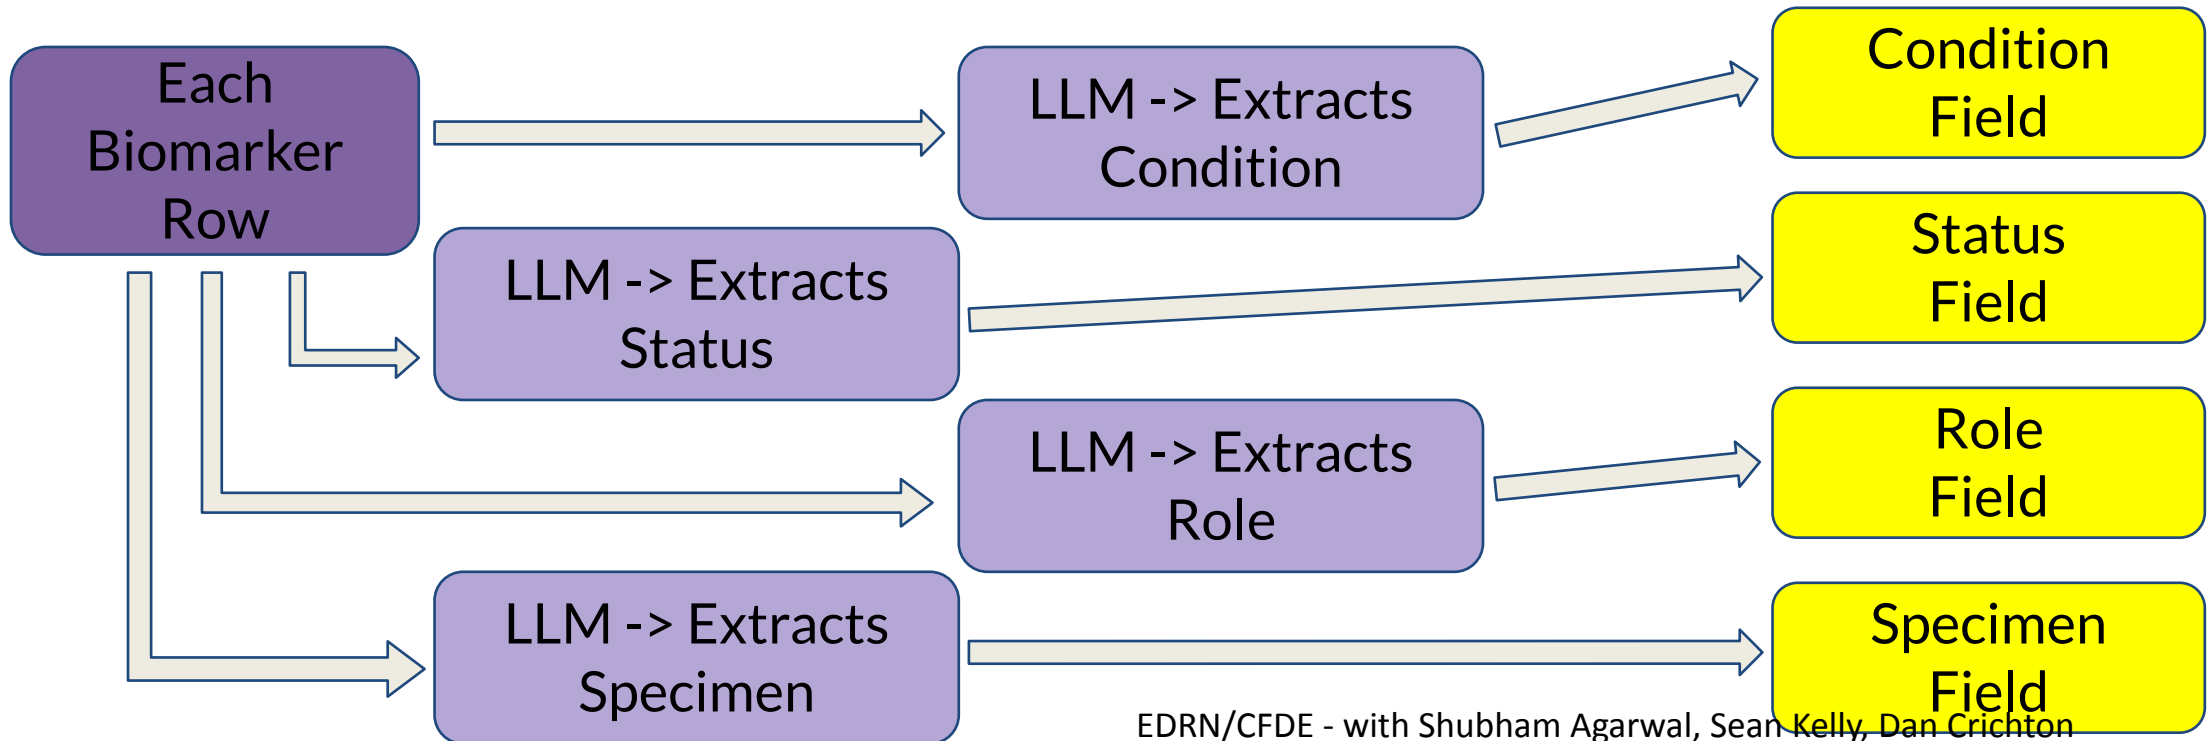 Each
Biomarker
Row
LLM -> Extracts
Condition
Condition
Field
LLM -> Extracts
Status
Status
Field
LLM -> Extracts
Role
Role
Field
LLM -> Extracts
Specimen
Specimen
Field
EDRN/CFDE - with Shubham Agarwal, Sean Kelly, Dan Crichton